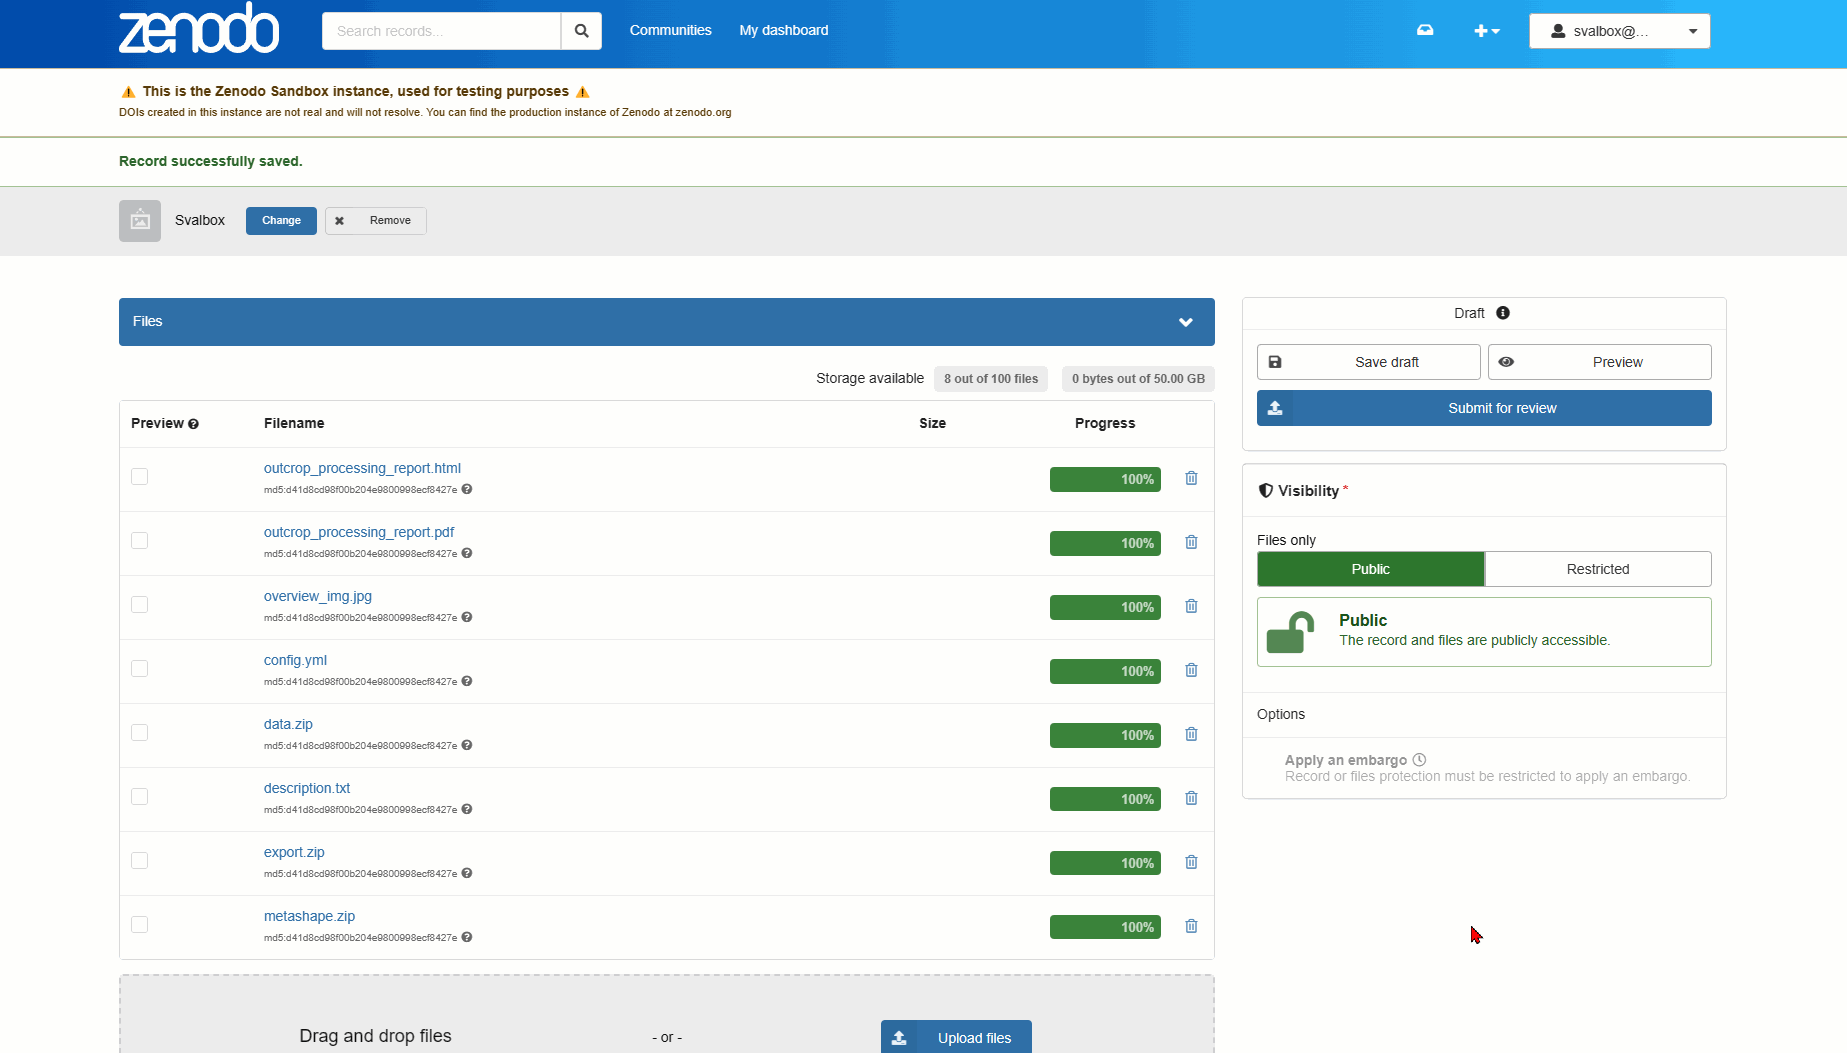 zenodo
Search records...
Communities
My dashboard
svalbox@...
This is the Zenodo Sandbox instance, used for testing purposes
DOIs created in this instance are not real and will not resolve. You can find the production instance of Zenodo at zenodo.org
Record successfully saved.
Svalbox
Change
Remove
Files
Storage available
8 out of 100 files
0 bytes out of 50.00 GB
Preview
Filename
Size
Progress
outcrop_processing_report.html
md5:d41d8cd98f00b204e9800998ecf8427e
100%
outcrop_processing_report.pdf
md5:d41d8cd98f00b204e9800998ecf8427e
100%
overview_img.jpg
md5:d41d8cd98f00b204e9800998ecf8427e
100%
config.yml
md5:d41d8cd98f00b204e9800998ecf8427e
100%
data.zip
md5:d41d8cd98f00b204e9800998ecf8427e
100%
description.txt
md5:d41d8cd98f00b204e9800998ecf8427e
100%
export.zip
md5:d41d8cd98f00b204e9800998ecf8427e
100%
metashape.zip
md5:d41d8cd98f00b204e9800998ecf8427e
100%
Drag and drop files
- or -
Upload files
Draft
Save draft
Preview
Submit for review
Visibility *
Files only
Public
Restricted
Public
The record and files are publicly accessible.
Options
Apply an embargo
Record or files protection must be restricted to apply an embargo.